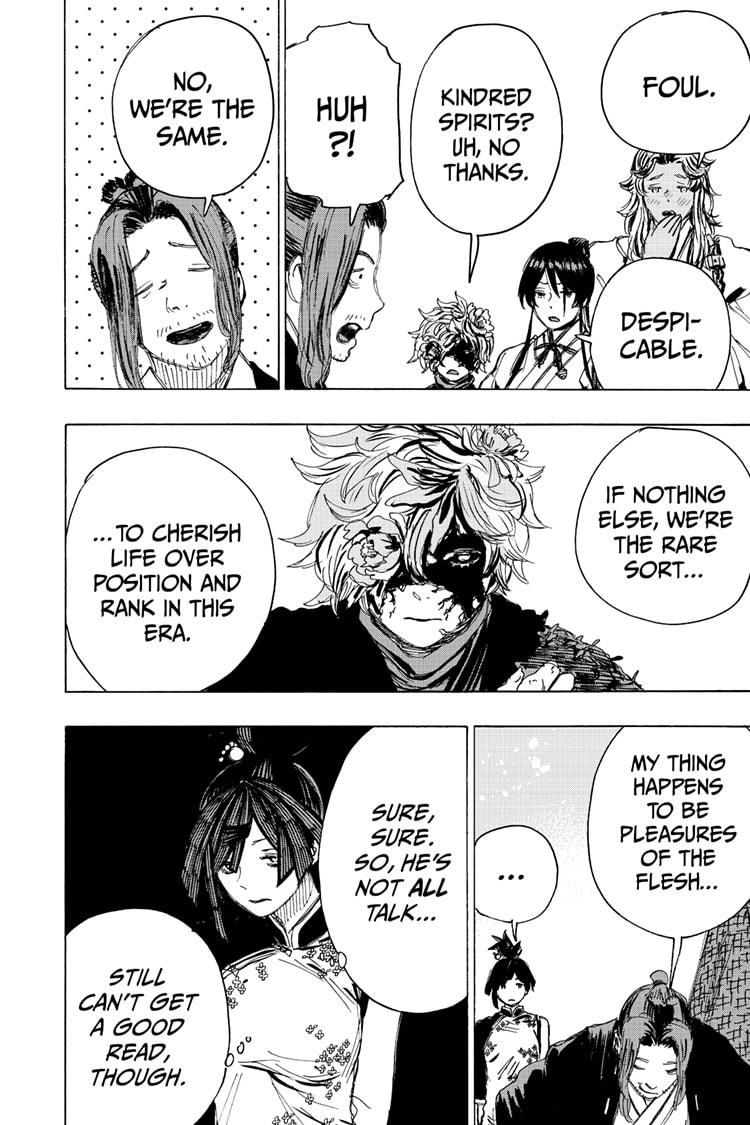 FOUL.
DESPI-
CABLE.
KINDRED
SPIRITS?
UH, NO
THANKS.
HUH
?!
NO,
WE'RE THE
SAME.
IF NOTHING
ELSE, WE'RE
THE RARE
SORT...
...TO CHERISH
LIFE OVER
POSITION AND
RANK IN THIS
ERA.
MY THING
HAPPENS
TO BE
PLEASURES
OF THE
FLESH...
...
SURE,
SURE.
SO, HE'S
NOT ALL
TALK...
STILL
CAN'T GET
A GOOD
READ,
THOUGH.